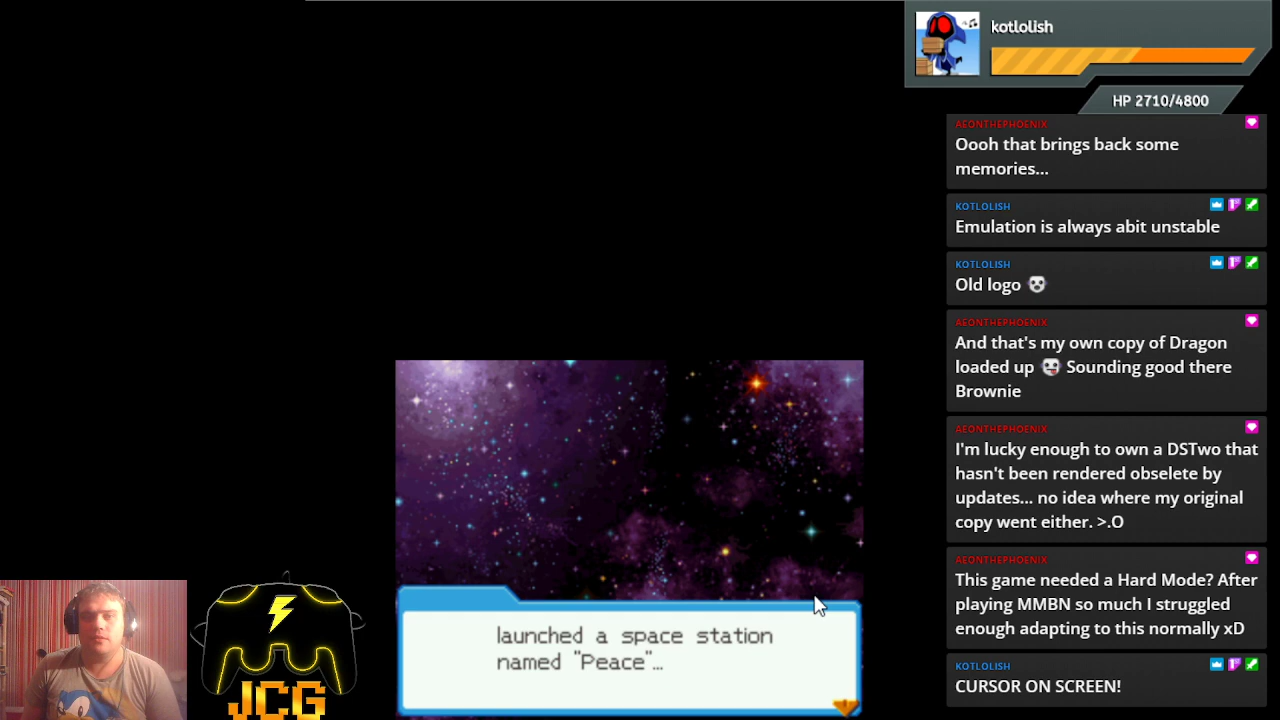 kotlolish
HP 2710/4800
AEONTHEPHOENIX
Oooh that brings back some
memories...
KOTLOLISH
Emulation is always abit unstable
KOTLOLISH
Old logo
AEONTHEPHOENIX
And that's my own copy of Dragon
loaded up Sounding good there
Brownie
AEONTHEPHOENIX
I'm lucky enough to own a DSTwo that
hasn't been rendered obselete by
updates... no idea where my original
copy went either. >.O
AEONTHEPHOENIX
This game needed a Hard Mode? After
playing MMBN so much I struggled
enough adapting to this normally xD
KOTLOLISH
CURSOR ON SCREEN!
launched a space station
named "Peace"...
JCG